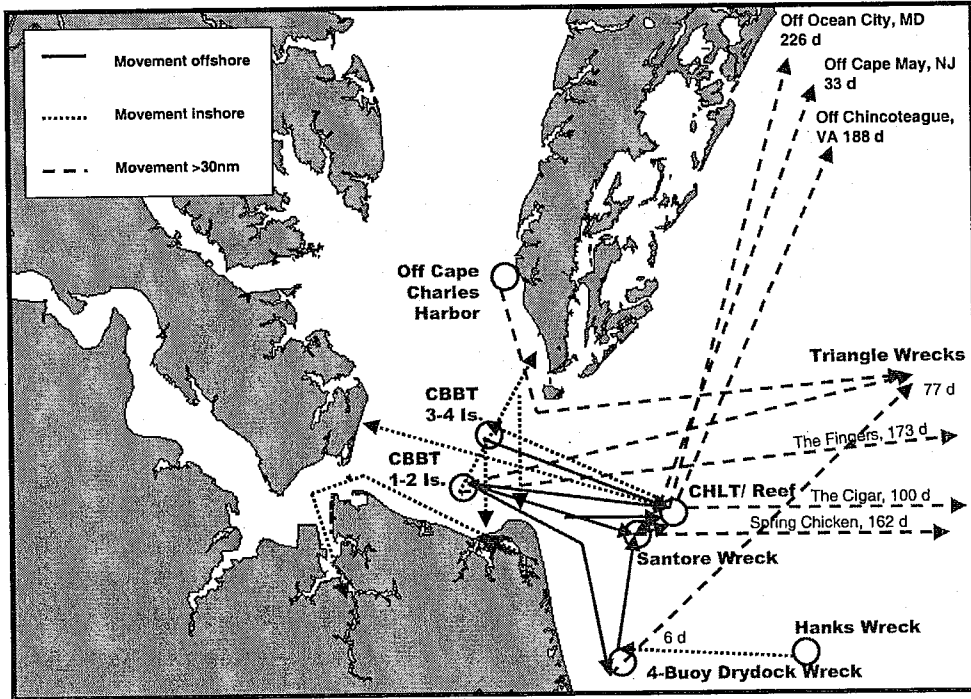 Movement offshore
Movement inshore
Movement >30nm
Off Ocean City, MD
226 d
Off Cape May, NJ
33 d
Off Chincoteague,
VA 188 d
Off Cape
Charles
Harbor
Triangle Wrecks
77 d
CBBT
3-4 Is.
The Fingers, 173 d
CBBT
1-2 Is.
CHLT/ Reef
The Cigar, 100 d
Spring Chicken, 162 d
Santore Wreck
6 d
Hanks Wreck
4-Buoy Drydock Wreck